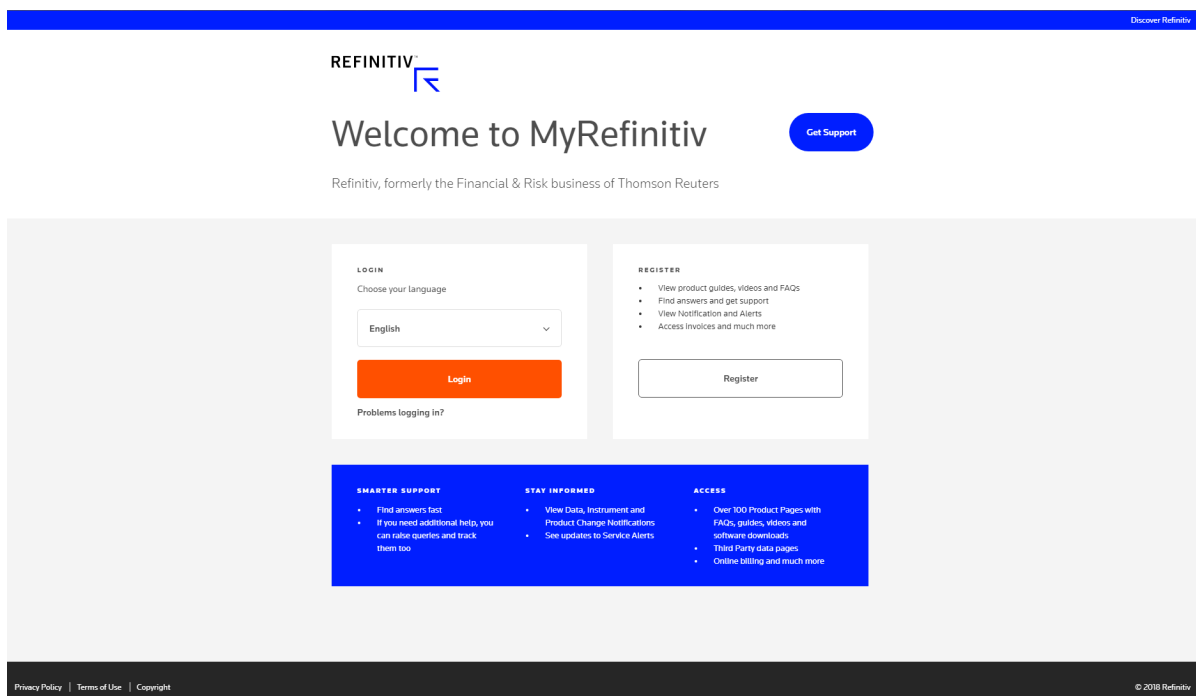 Discover Refinitiv
REFINITIV™
Welcome to MyRefinitiv
Get Support
Refinitiv, formerly the Financial & Risk business of Thomson Reuters
LOGIN
Choose your language
English
Login
Problems logging in?
REGISTER
• View product guides, videos and FAQs
• Find answers and get support
• View Notification and Alerts
• Access invoices and much more
Register
SMARTER SUPPORT
• Find answers fast
• If you need additional help, you
can raise queries and track
them too
STAY INFORMED
• View Data, Instrument and
Product Change Notifications
• See updates to Service Alerts
ACCESS
• Over 100 Product Pages with
FAQs, guides, videos and
software downloads
• Third Party data pages
• Online billing and much more
Privacy Policy | Terms of Use | Copyright
© 2018 Refinitiv